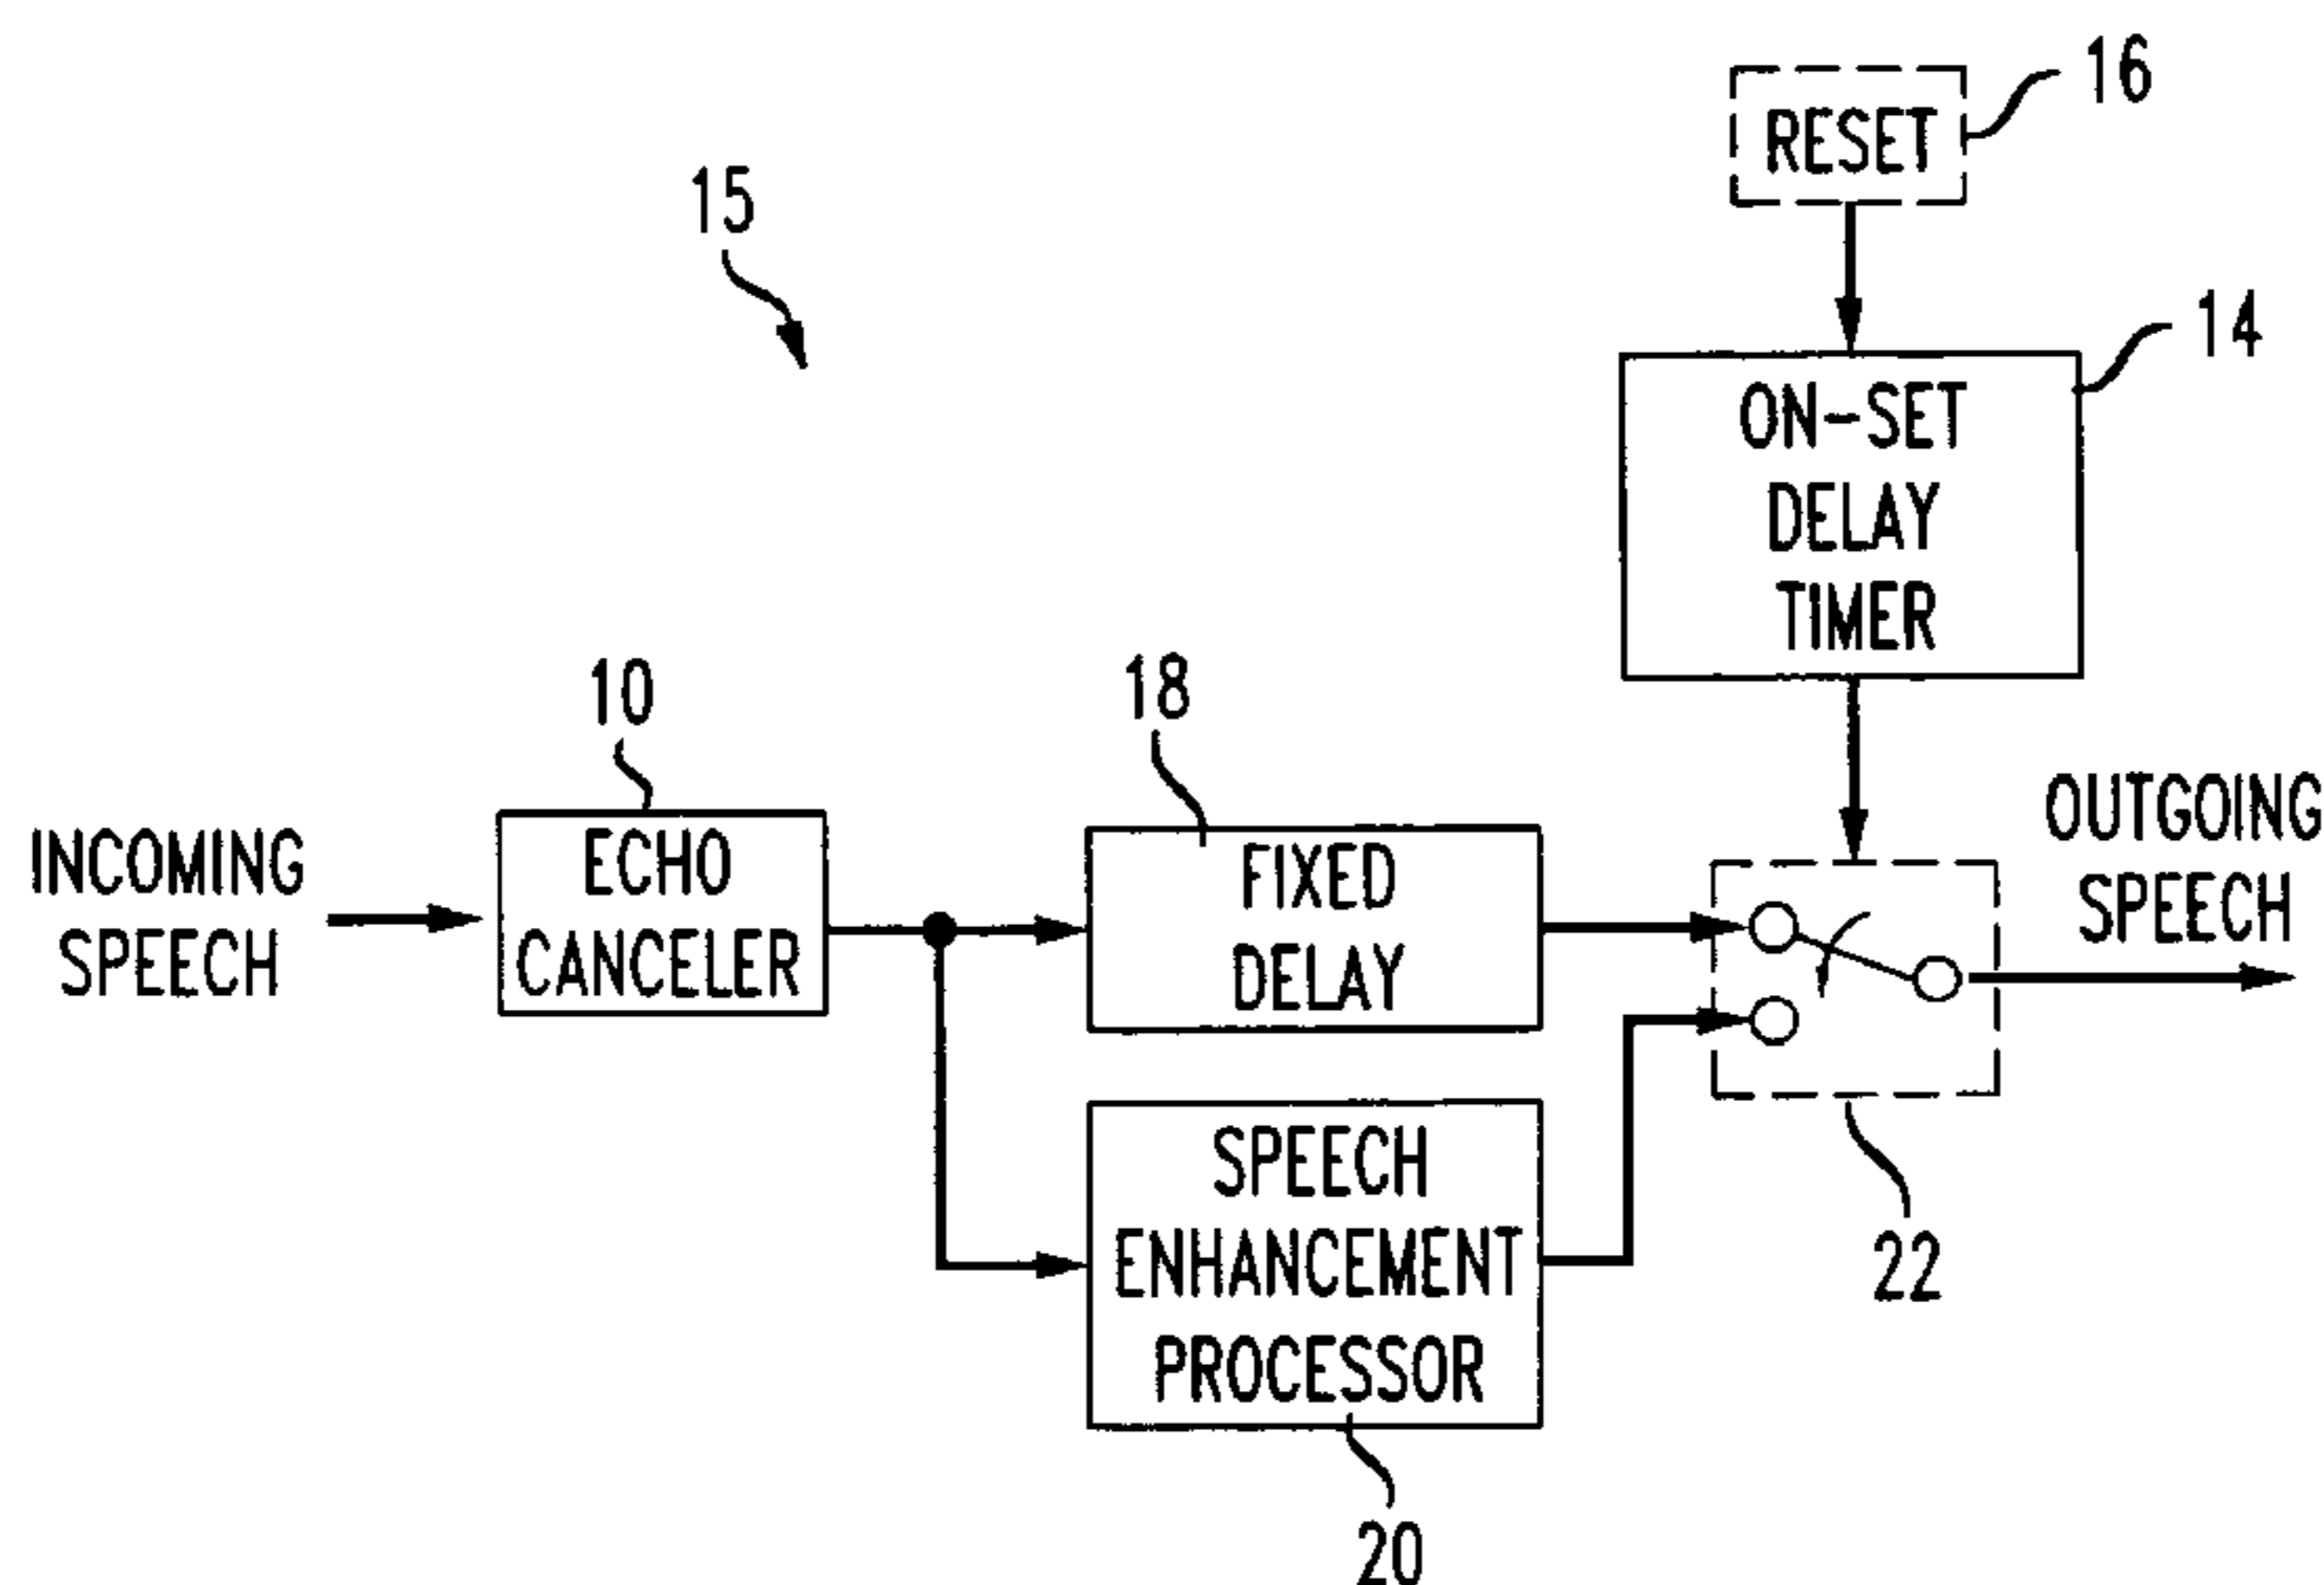 16
RESET
15
14
ON-SET
DELAY
TIMER
10
18
INCOMING
SPEECH
ECHO
CANCELER
FIXED
DELAY
OUTGOING
SPEECH
SPEECH
ENHANCEMENT
PROCESSOR
22
20